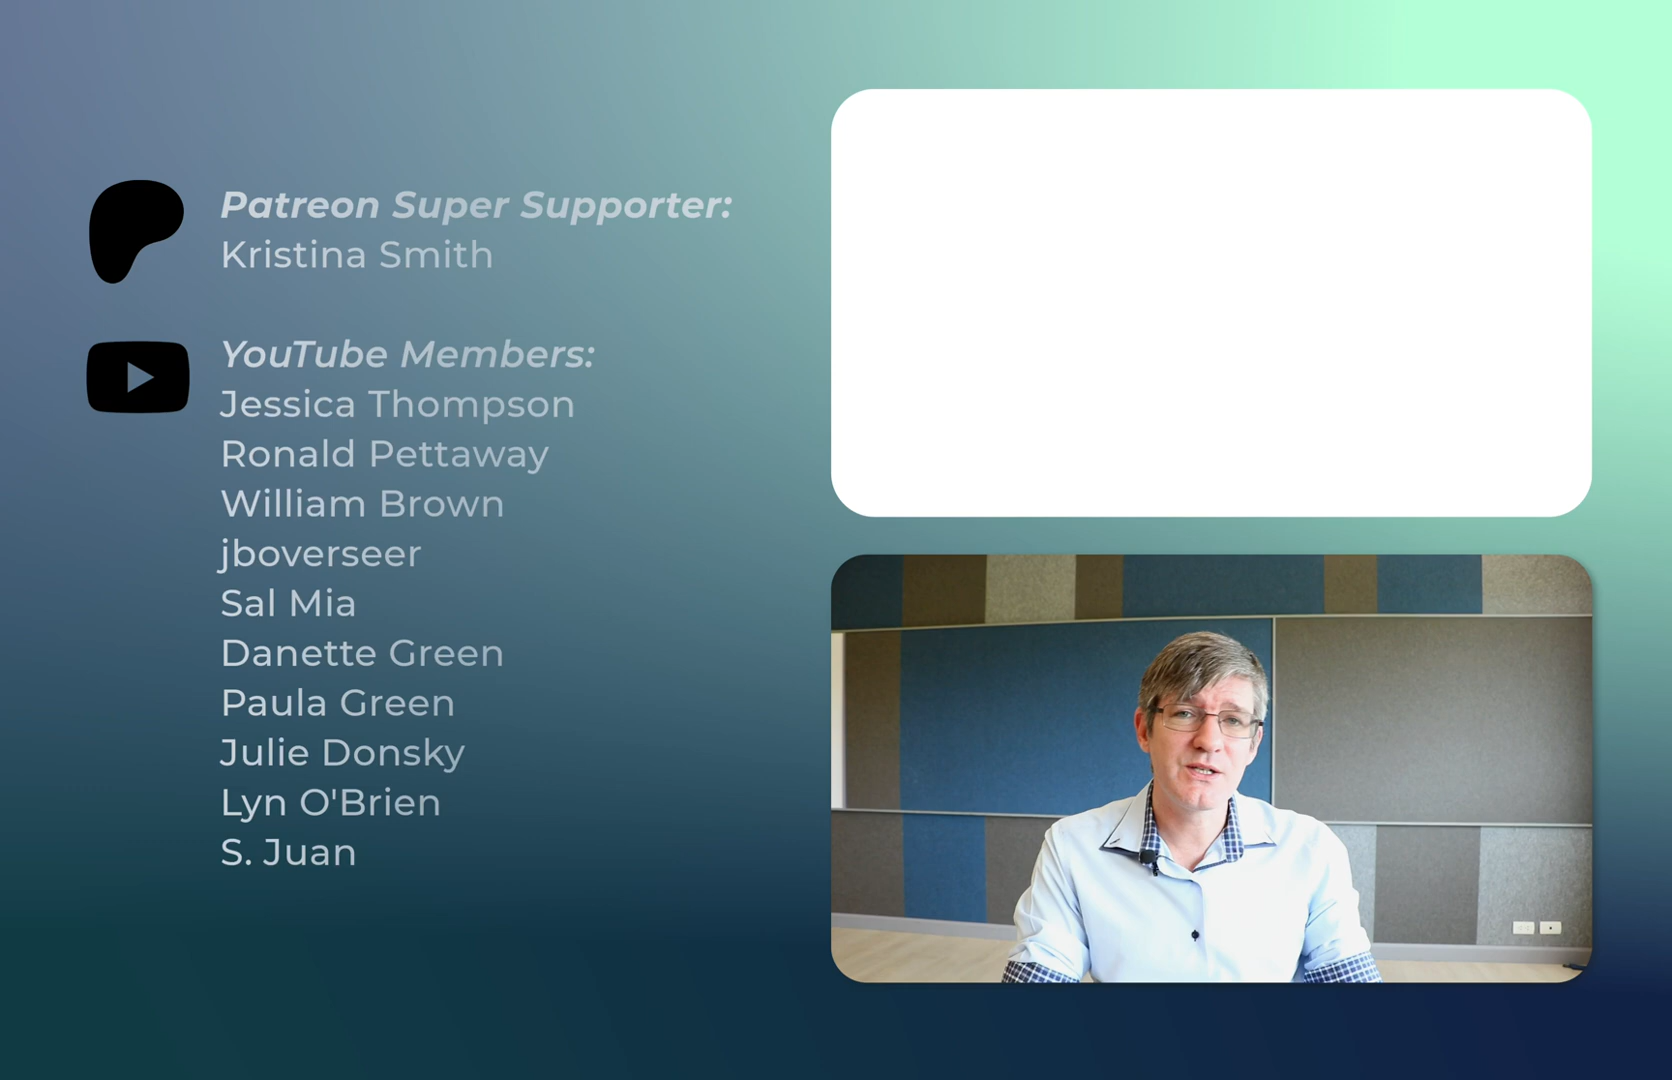 Patreon Super Supporter:
Kristina Smith
YouTube Members:
Jessica Thompson
Ronald Pettaway
William Brown
jboverseer
Sal Mia
Danette Green
Paula Green
Julie Donsky
Lyn O'Brien
S. Juan